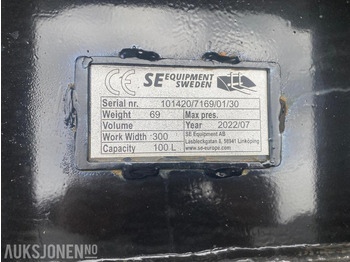 CE SE EQUIPMENT
SWEDEN
Serial nr. 101420/7169/01/30
Weight 69 Max pres.
Volume - Year 2022/07
Work Width :300 SE Equipment AB
Capacity 100 L Låsbleckgatan 8, 58941 Linköping
www.se-europe.com
AUKSJONEN.NO